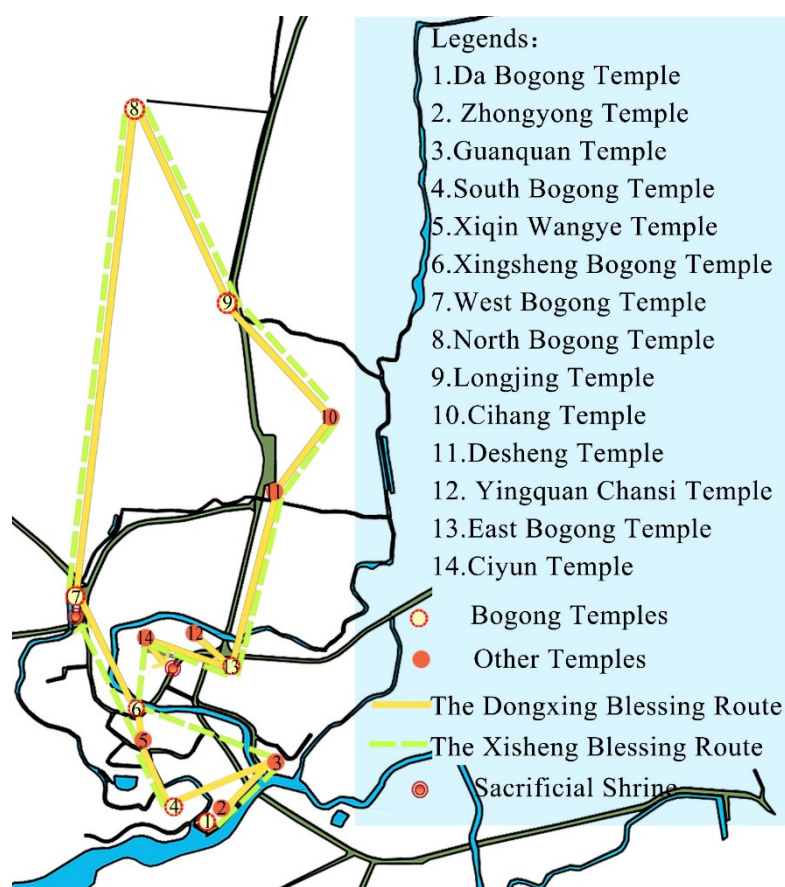 Legends：
1.Da Bogong Temple
2. Zhongyong Temple
3.Guanquan Temple
4.South Bogong Temple
5.Xiqin Wangye Temple
6.Xingsheng Bogong Temple
7.West Bogong Temple
8.North Bogong Temple
9.Longjing Temple
10.Cihang Temple
11.Desheng Temple
12. Yingquan Chansi Temple
13.East Bogong Temple
14.Ciyun Temple
Bogong Temples
Other Temples
The Dongxing Blessing Route
The Xisheng Blessing Route
Sacrificial Shrine
8
9
10
11
7
12
14
13
6
5
3
4
2
1